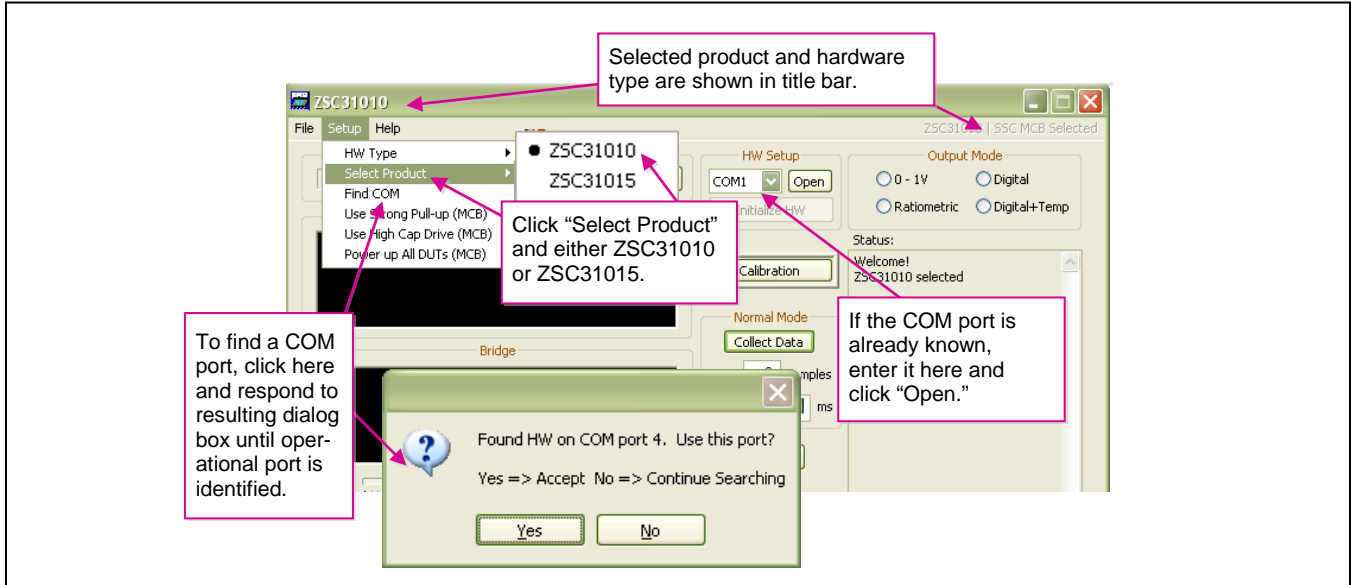 Selected product and hardware
type are shown in title bar.
ZSC31010
File Setup Help
SSC MCB Selected
HW Type
Select Product
Find COM
Use Strong Pull-up (MCB)
Use High Cap Drive (MCB)
Power up All DUTs (MCB)
ZSC31010
ZSC31015
Click “Select Product”
and either ZSC31010
or ZSC31015.
HW Setup
COM1 Open
Initialize HW
Output Mode
0 - 1V Digital
Ratiometric Digital+Temp
Calibration
Status:
Welcome!
ZSC31010 selected
Normal Mode
Collect Data
ms
Bridge
If the COM port is
already known,
enter it here and
click “Open.”
To find a COM
port, click here
and respond to
resulting dialog
box until oper-
ational port is
identified.
Found HW on COM port 4. Use this port?
Yes => Accept No => Continue Searching
Yes No